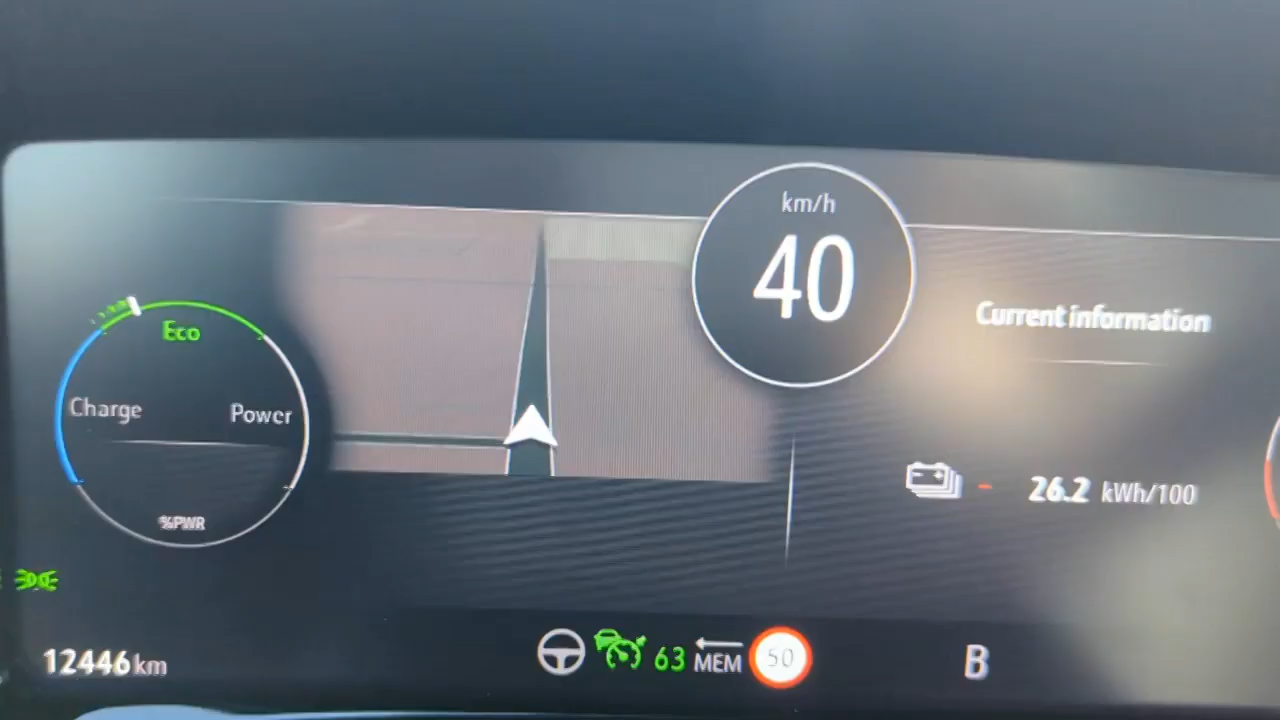 km/h
40
Current information
Eco
Charge
Power
26.2 kWh/100
%PWR
12446 km
63
MEM
50
B